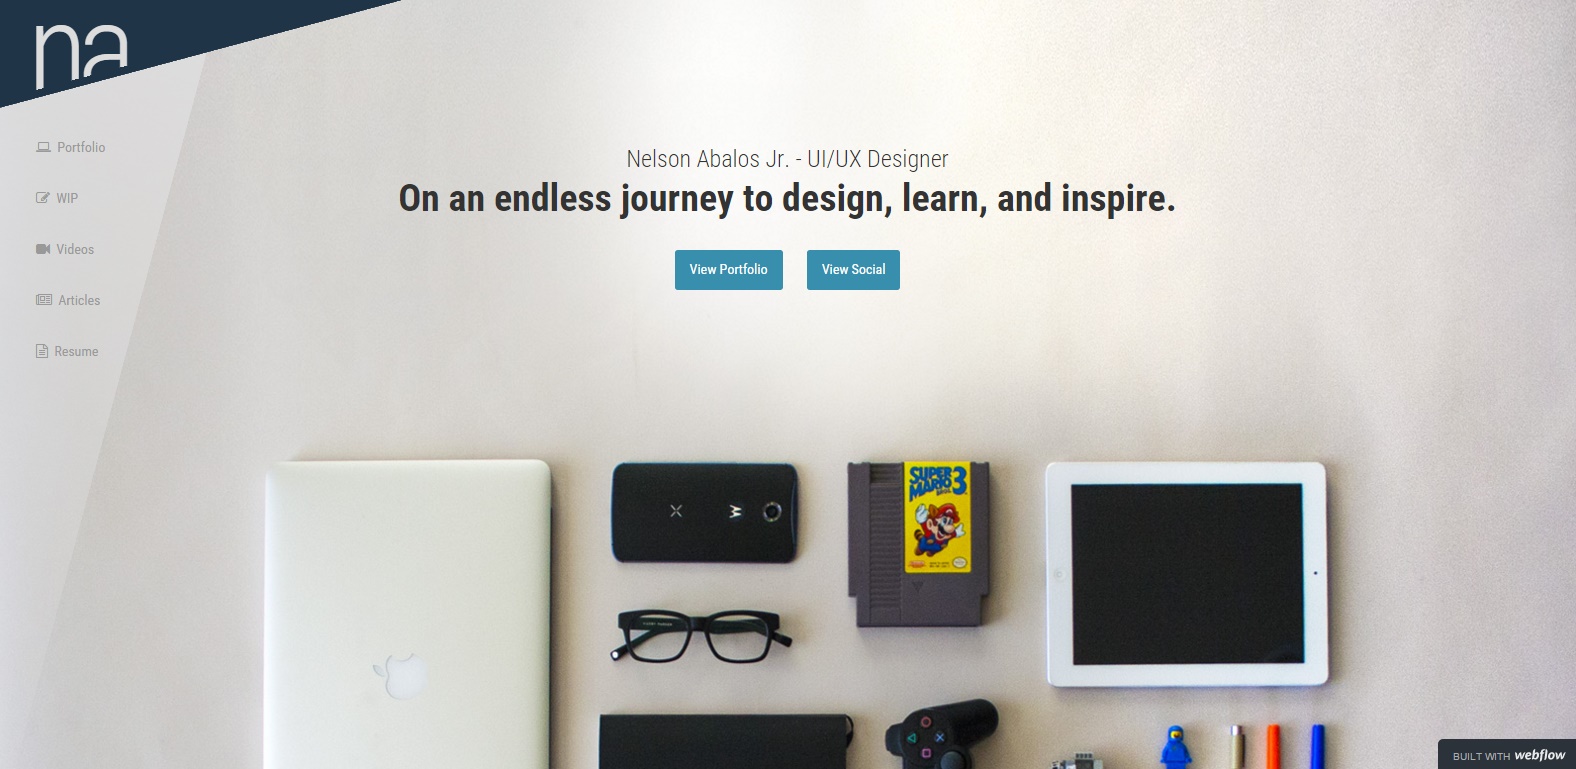 na
Portfolio
WIP
Videos
Articles
Resume
Nelson Abalos Jr. - UI/UX Designer
On an endless journey to design, learn, and inspire.
View Portfolio
View Social
SUPER
MARIO
BROS.
3
BUILT WITH webflow